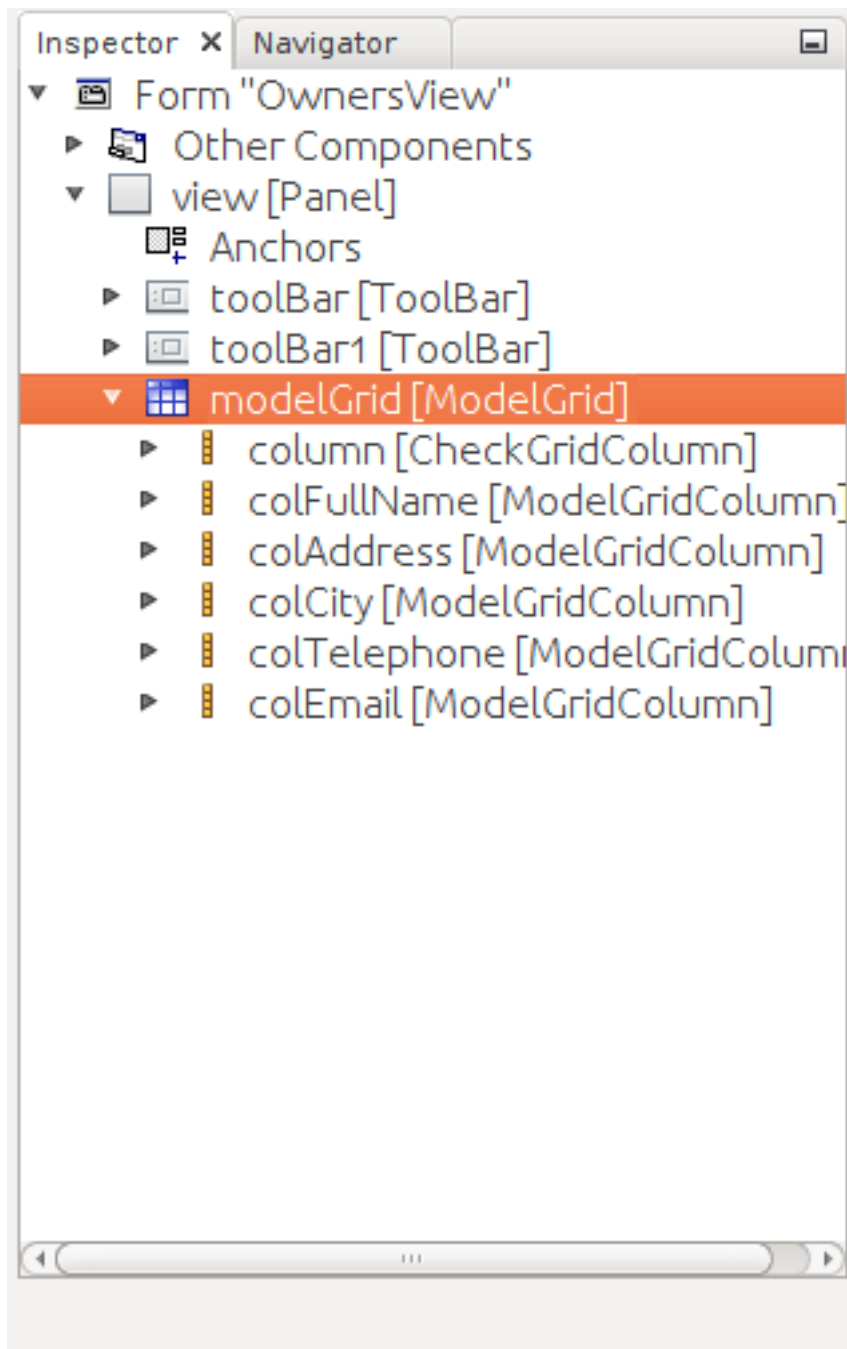 Inspector Navigator
Form "OwnersView"
Other Components
view [Panel]
Anchors
toolBar [ToolBar]
toolBar1 [ToolBar]
modelGrid [ModelGrid]
column [CheckGridColumn]
colFullName [ModelGridColumn]
colAddress [ModelGridColumn]
colCity [ModelGridColumn]
colTelephone [ModelGridColum
colEmail [ModelGridColumn]